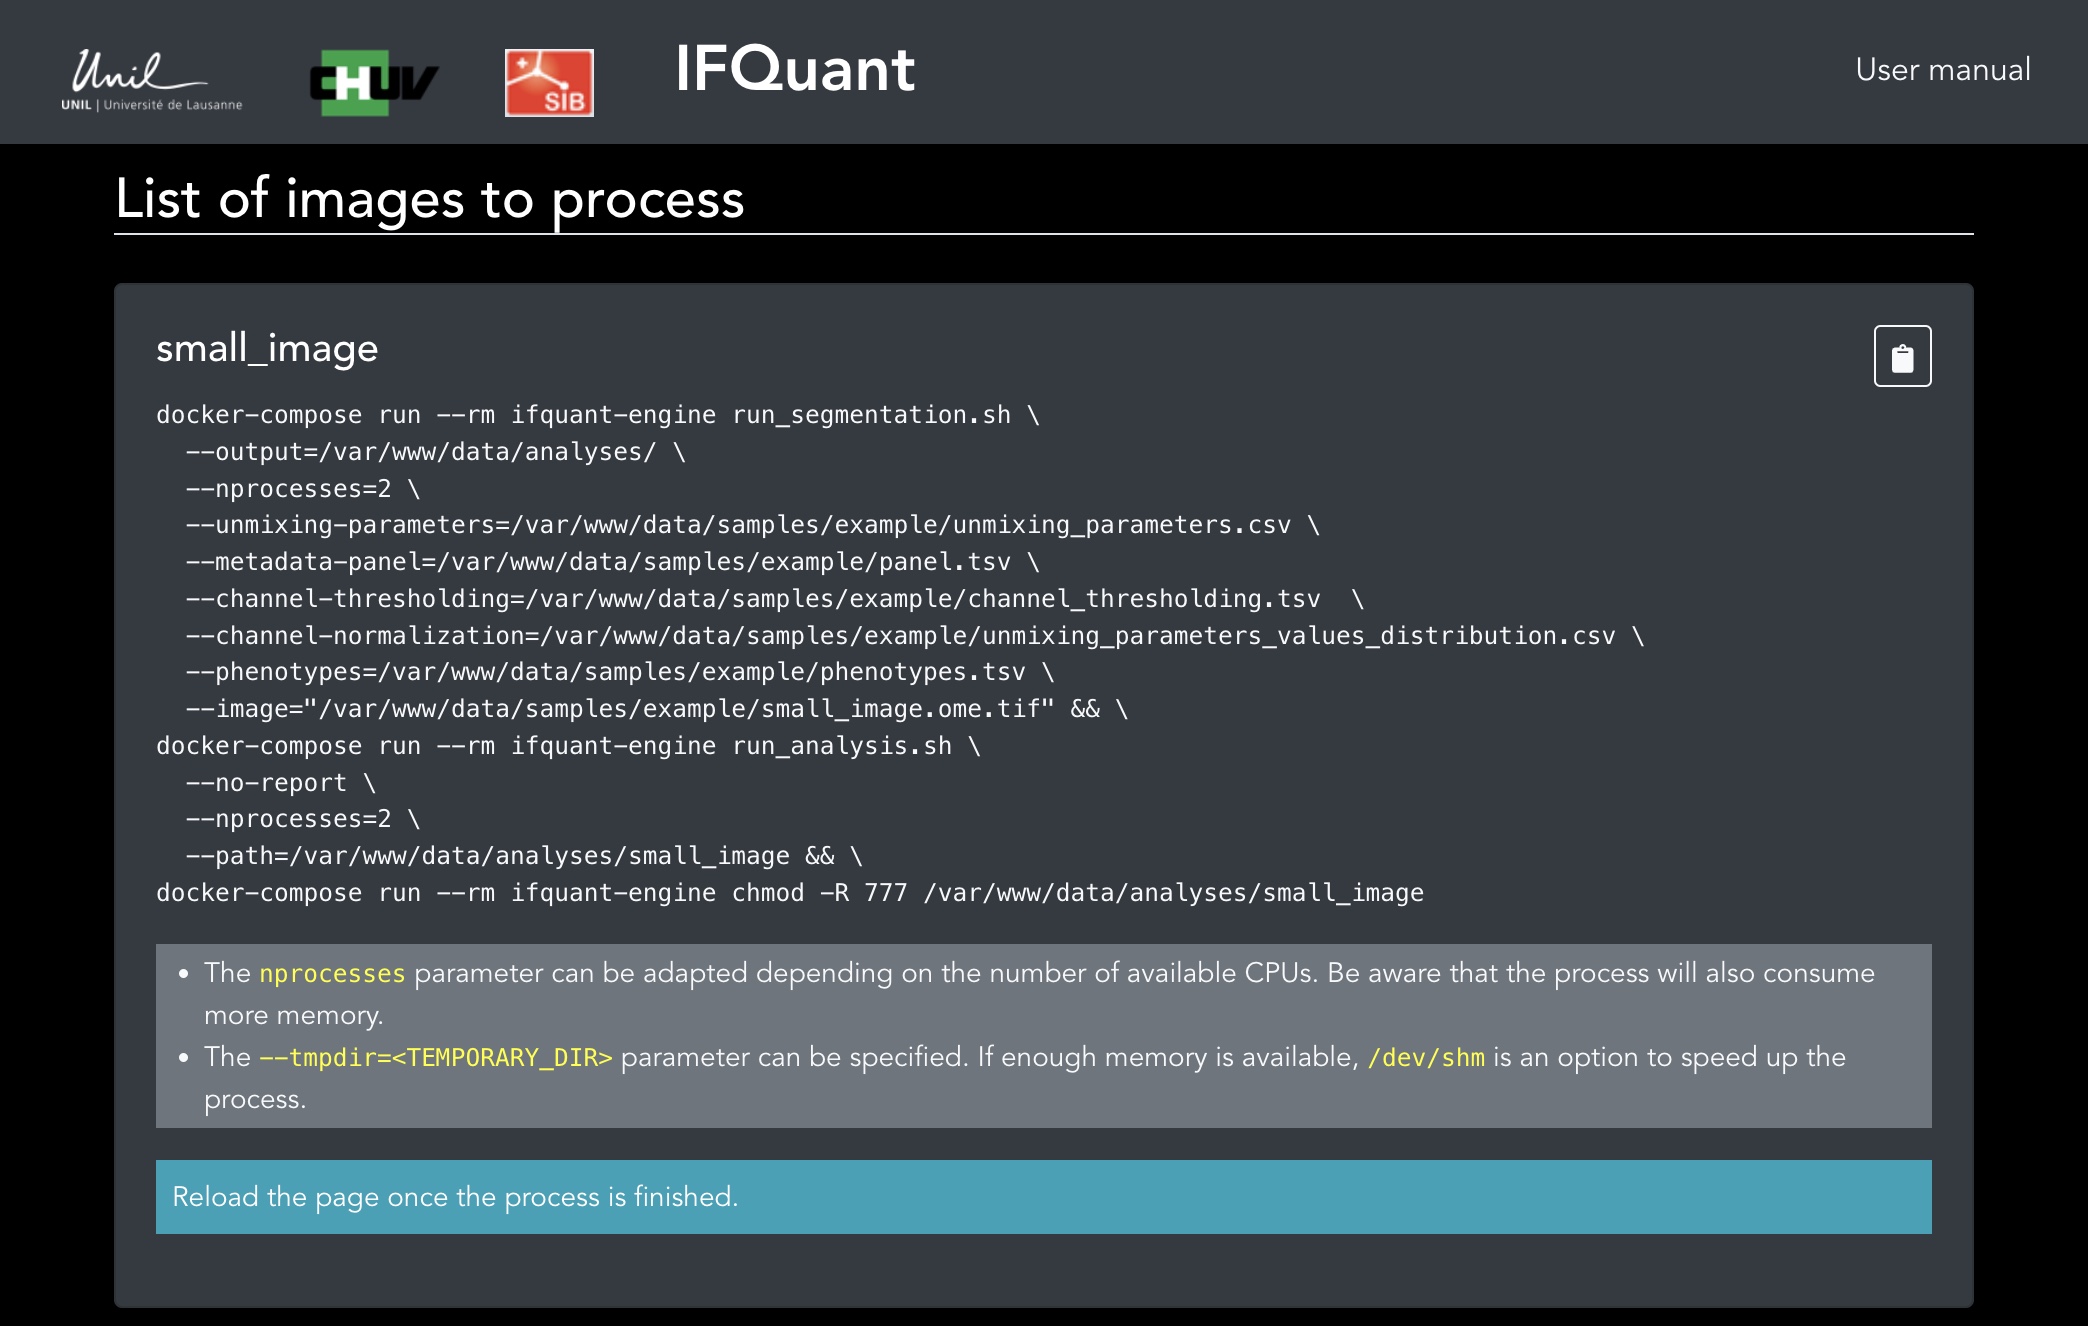 Unil
UNIL | Université de Lausanne
CHUV
SIB
IFQuant
User manual
List of images to process
small_image
docker-compose run --rm ifquant-engine run_segmentation.sh \
--output=/var/www/data/analyses/ \
--nprocesses=2 \
--unmixing-parameters=/var/www/data/samples/example/unmixing_parameters.csv \
--metadata-panel=/var/www/data/samples/example/panel.tsv \
--channel-thresholding=/var/www/data/samples/example/channel_thresholding.tsv  \
--channel-normalization=/var/www/data/samples/example/unmixing_parameters_values_distribution.csv \
--phenotypes=/var/www/data/samples/example/phenotypes.tsv \
--image="/var/www/data/samples/example/small_image.ome.tif" && \
docker-compose run --rm ifquant-engine run_analysis.sh \
--no-report \
--nprocesses=2 \
--path=/var/www/data/analyses/small_image && \
docker-compose run --rm ifquant-engine chmod -R 777 /var/www/data/analyses/small_image
• The nprocesses parameter can be adapted depending on the number of available CPUs. Be aware that the process will also consume
more memory.
• The --tmpdir=<TEMPORARY_DIR> parameter can be specified. If enough memory is available, /dev/shm is an option to speed up the
process.
Reload the page once the process is finished.